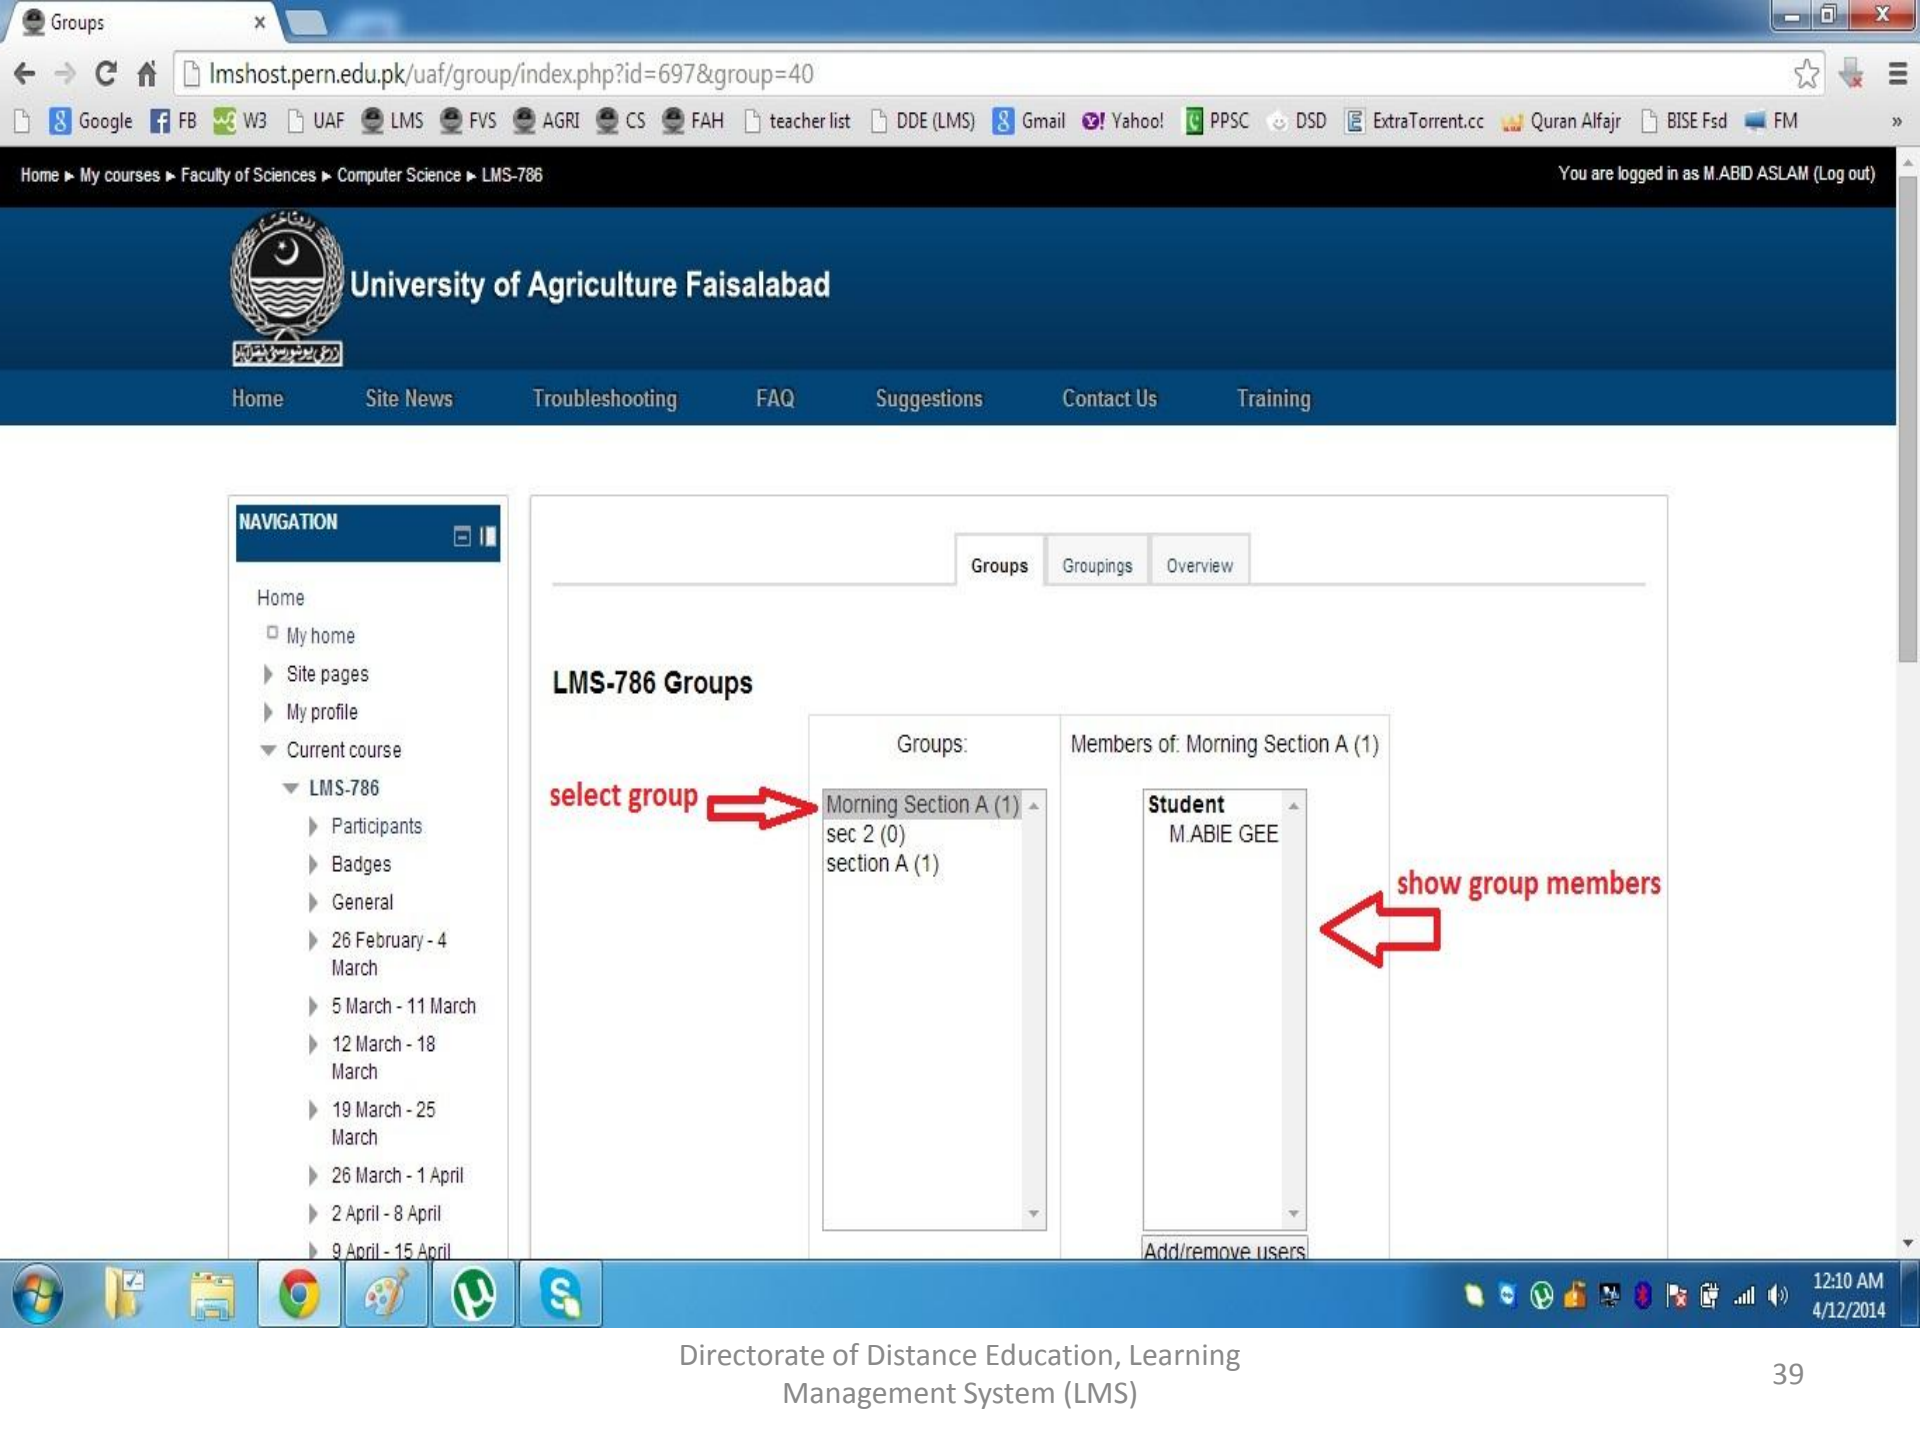 Groups
lmshost.pern.edu.pk/uaf/group/index.php?id=697&group=40
Google FB W3 UAF LMS FVS AGRI CS FAH teacher list DDE (LMS) Gmail Yahoo! PPSC DSD ExtraTorrent.cc Quran Alfajr BISE Fsd FM »
Home ► My courses ► Faculty of Sciences ► Computer Science ► LMS-786
You are logged in as M.ABID ASLAM (Log out)
University of Agriculture Faisalabad
Home Site News Troubleshooting FAQ Suggestions Contact Us Training
NAVIGATION
Home
My home
Site pages
My profile
Current course
LMS-786
Participants
Badges
General
26 February - 4
March
5 March - 11 March
12 March - 18
March
19 March - 25
March
26 March - 1 April
2 April - 8 April
9 April - 15 April
Groups Groupings Overview
LMS-786 Groups
Groups:
Members of: Morning Section A (1)
select group
Morning Section A (1)
sec 2 (0)
section A (1)
Student
M.ABIE GEE
show group members
Add/remove users
12:10 AM
4/12/2014
Directorate of Distance Education, Learning
Management System (LMS)
39